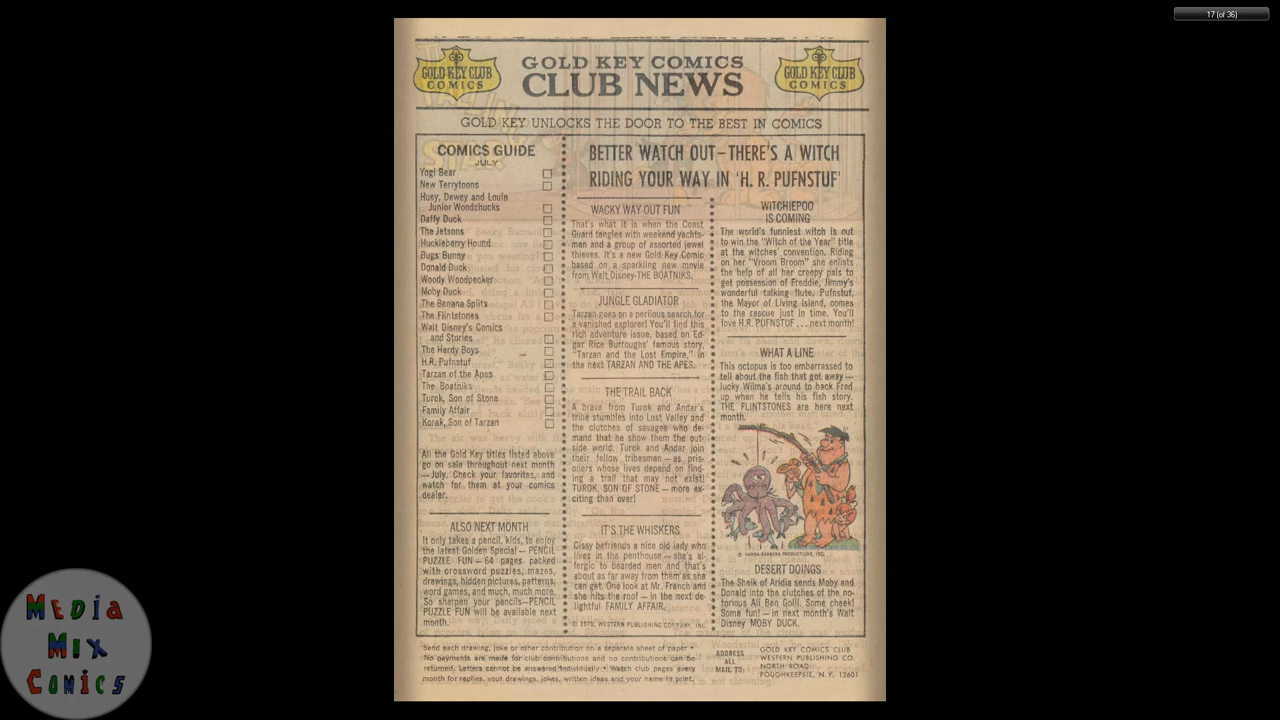 17 (of 36)
GOLD KEY CLUB
COMICS
GOLD KEY COMICS
CLUB NEWS
GOLD KEY CLUB
COMICS
GOLD KEY UNLOCKS THE DOOR TO THE BEST IN COMICS
COMICS GUIDE
JULY
Yogi Bear
New Terrytoons
Huey, Dewey and Louie
Junior Woodchucks
Daffy Duck
The Jetsons
Huckleberry Hound
Bugs Bunny
Donald Duck
Woody Woodpecker
Moby Duck
The Banana Splits
The Flintstones
Walt Disney's Comics
and Stories
The Hardy Boys
H.R. Pufnstuf
Tarzan of the Apes
The Boatniks
Turok, Son of Stone
Family Affair
Korak, Son of Tarzan
All the Gold Key titles listed above
go on sale throughout next month
—July. Check your favorites, and
watch for them at your comics
dealer.
ALSO NEXT MONTH
It only takes a pencil, kids, to enjoy
the latest Golden Special — PENCIL
PUZZLE FUN — 64 pages packed
with crossword puzzles, mazes,
drawings, hidden pictures, patterns,
word games, and much, much more.
So sharpen your pencils—PENCIL
PUZZLE FUN will be available next
month.
BETTER WATCH OUT—THERE'S A WITCH
RIDING YOUR WAY IN 'H. R. PUFNSTUF'
WACKY WAY-OUT FUN
That's what it is when the Coast
Guard tangles with weekend yachts-
men and a group of assorted jewel
thieves. It's a new Gold Key Comic
based on a sparkling new movie
from Walt Disney-THE BOATNIKS.
JUNGLE GLADIATOR
Tarzan goes on a perilous search for
a vanished explorer! You'll find this
rich adventure issue, based on Ed-
gar Rice Burroughs' famous story,
"Tarzan and the Lost Empire," in
the next TARZAN AND THE APES.
THE TRAIL BACK
A brave from Turok and Andar's
tribe stumbles into Lost Valley and
the clutches of savages who de-
mand that he show them the out-
side world. Turok and Andar join
their fellow tribesman — as pris-
oners whose lives depend on find-
ing a trail that may not exist!
TUROK, SON OF STONE — more ex-
citing than ever!
IT'S THE WHISKERS
Cissy befriends a nice old lady who
lives in the penthouse — she's al-
lergic to bearded men and that's
about as far away from them as she
can get. One look at Mr. French and
she hits the roof — in the next de-
lightful FAMILY AFFAIR.
© 1970, WESTERN PUBLISHING COMPANY, INC.
WITCHIEPOO
IS COMING
The world's funniest witch is out
to win the "Witch of the Year" title
at the witches' convention. Riding
on her "Vroom Broom" she enlists
the help of all her creepy pals to
get possession of Freddie, Jimmy's
wonderful talking flute. Pufnstuf,
the Mayor of Living Island, comes
to the rescue just in time. You'll
love H.R. PUFNSTUF . . . next month!
WHAT A LINE
This octopus is too embarrassed to
tell about the fish that got away —
lucky Wilma's around to back Fred
up when he tells his fish story.
THE FLINTSTONES are here next
month.
© HANNA-BARBERA PRODUCTIONS, INC.
DESERT DOINGS
The Sheik of Aridia sends Moby and
Donald into the clutches of the no-
torious Ali Ben Golli. Some cheek!
Some fun! — in next month's Walt
Disney MOBY DUCK.
Send each drawing, joke or other contribution on a separate sheet of paper •
No payments are made for club contributions and no contributions can be
returned. Letters cannot be answered individually • Watch club pages every
month for replies, your drawings, jokes, written ideas and your name in print.
ADDRESS
ALL
MAIL TO:
GOLD KEY COMICS CLUB
WESTERN PUBLISHING CO.
NORTH ROAD
POUGHKEEPSIE, N. Y. 12601
MEDIA
MIX
COMICS